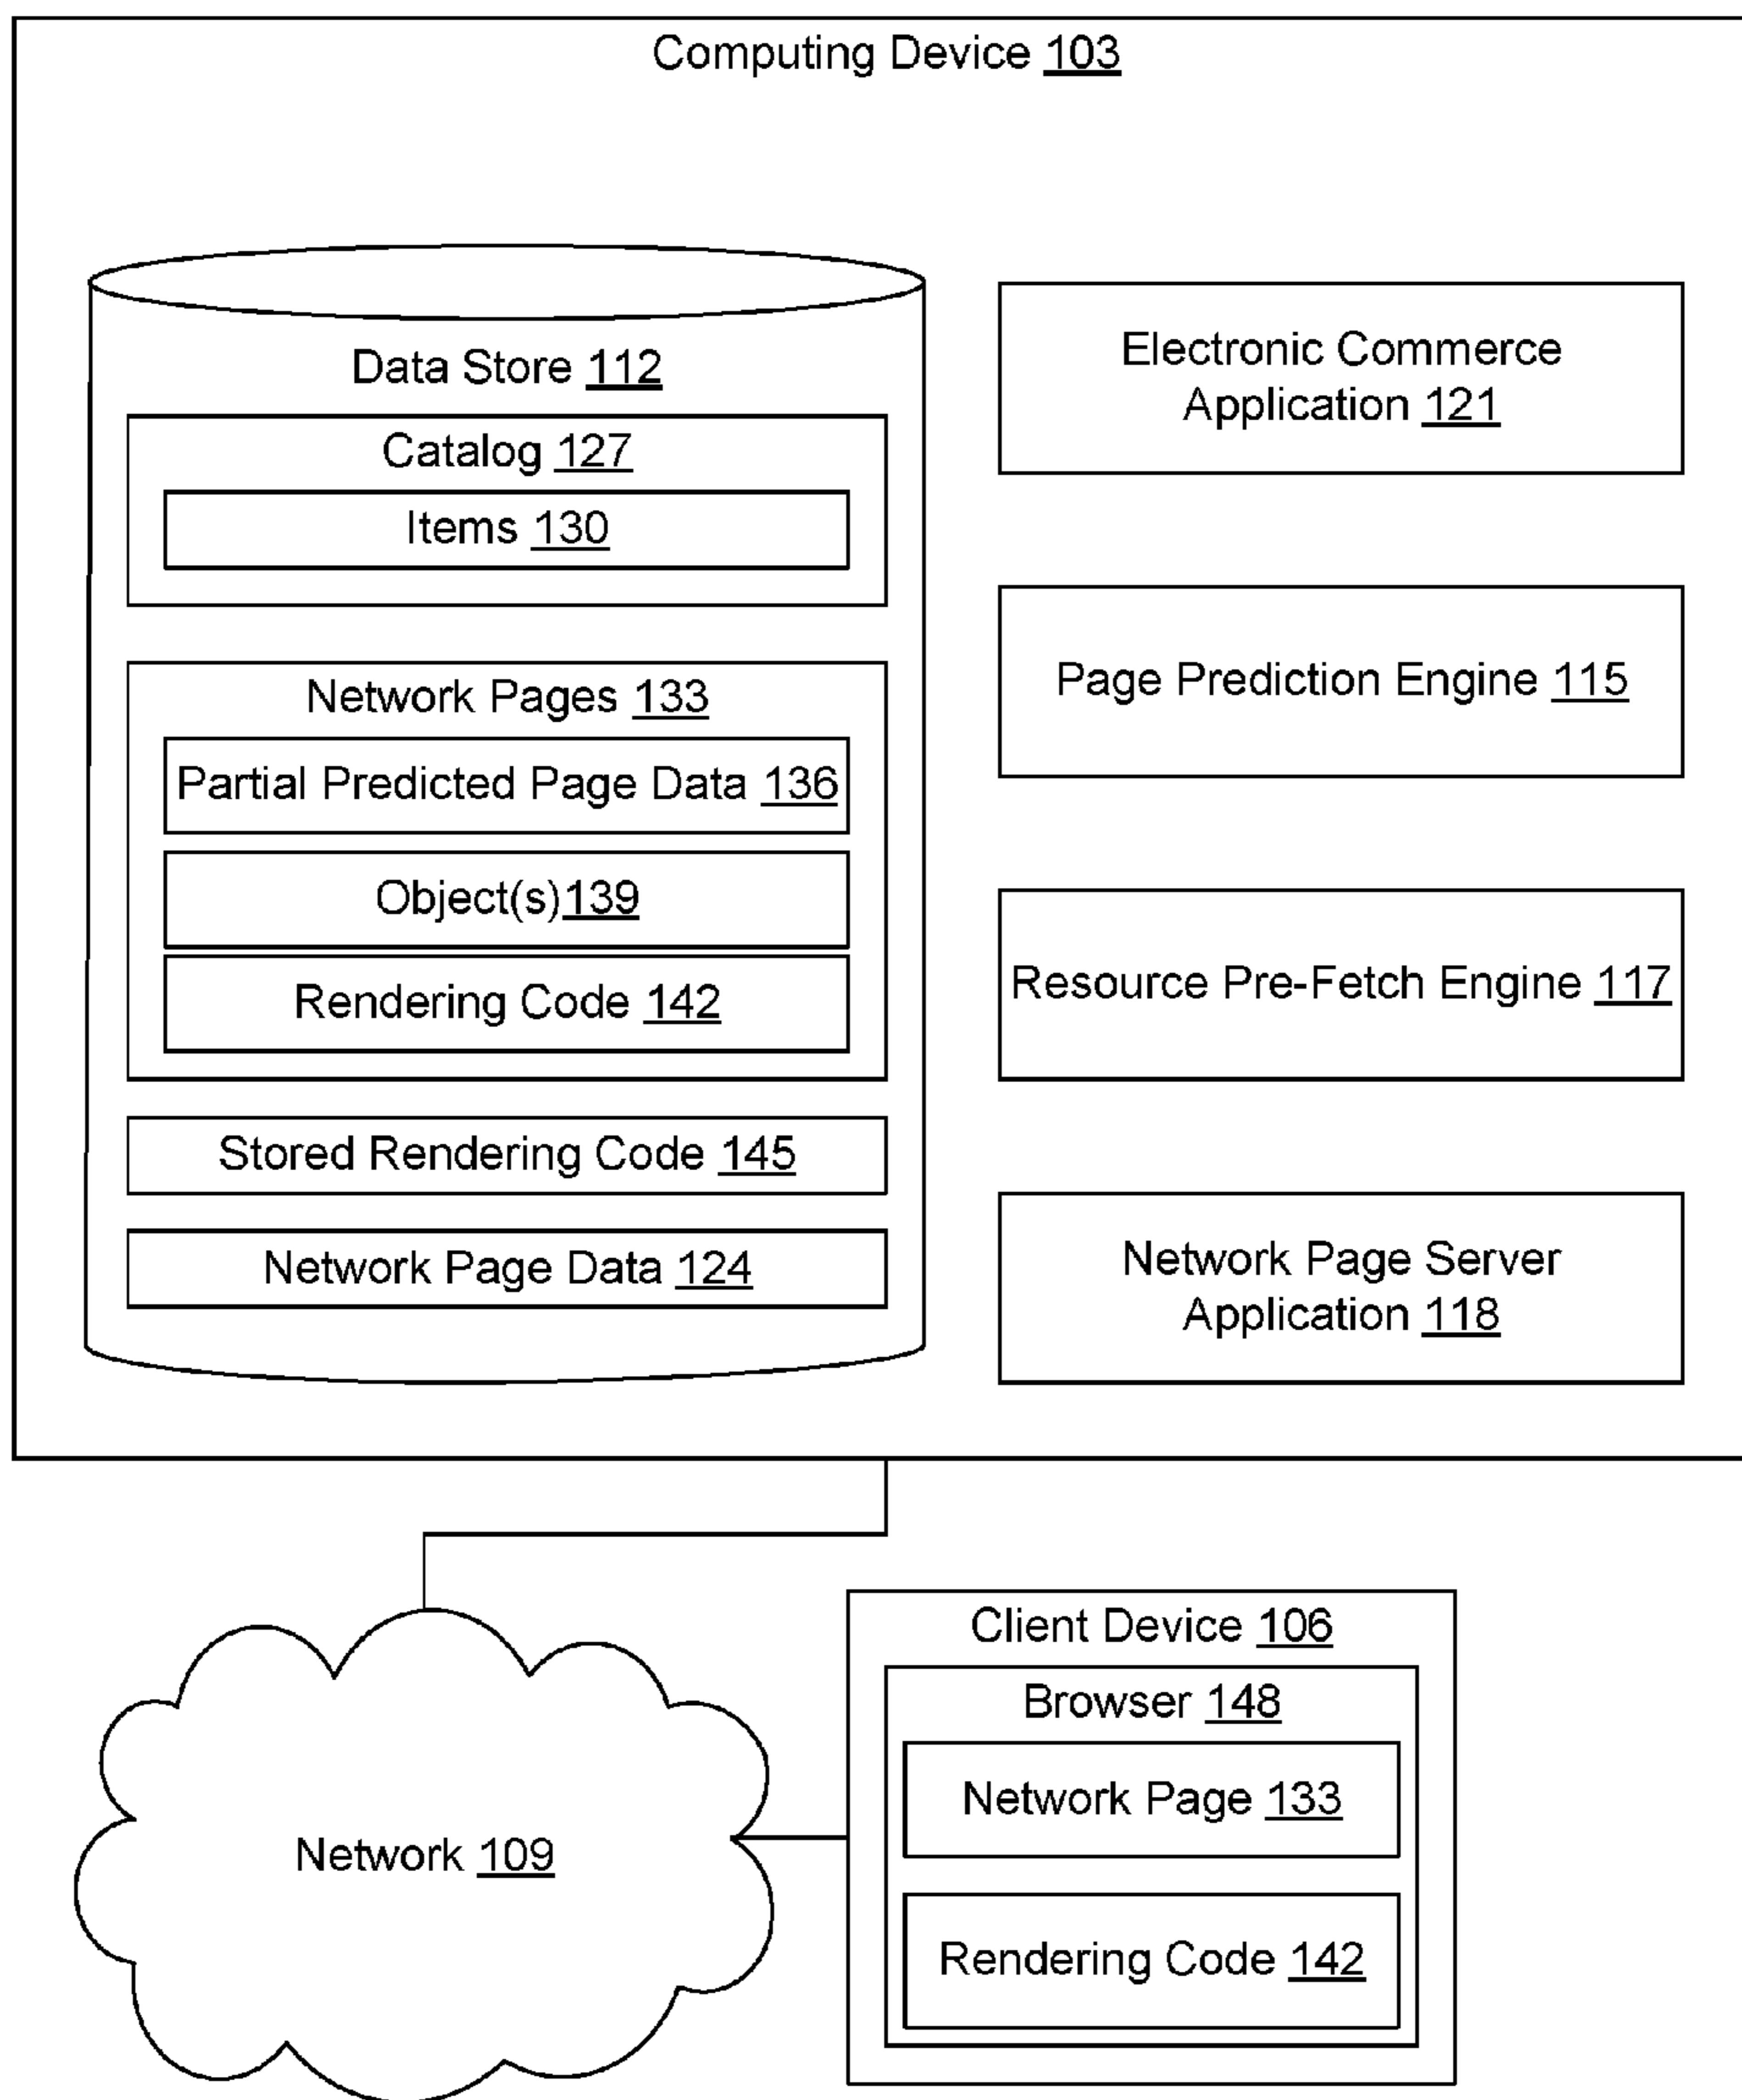 Computing Device 103
Data Store 112
Catalog 127
Items 130
Network Pages 133
Partial Predicted Page Data 136
Object(s)139
Rendering Code 142
Stored Rendering Code 145
Network Page Data 124
Electronic Commerce
Application 121
Page Prediction Engine 115
Resource Pre-Fetch Engine 117
Network Page Server
Application 118
Network 109
Client Device 106
Browser 148
Network Page 133
Rendering Code 142